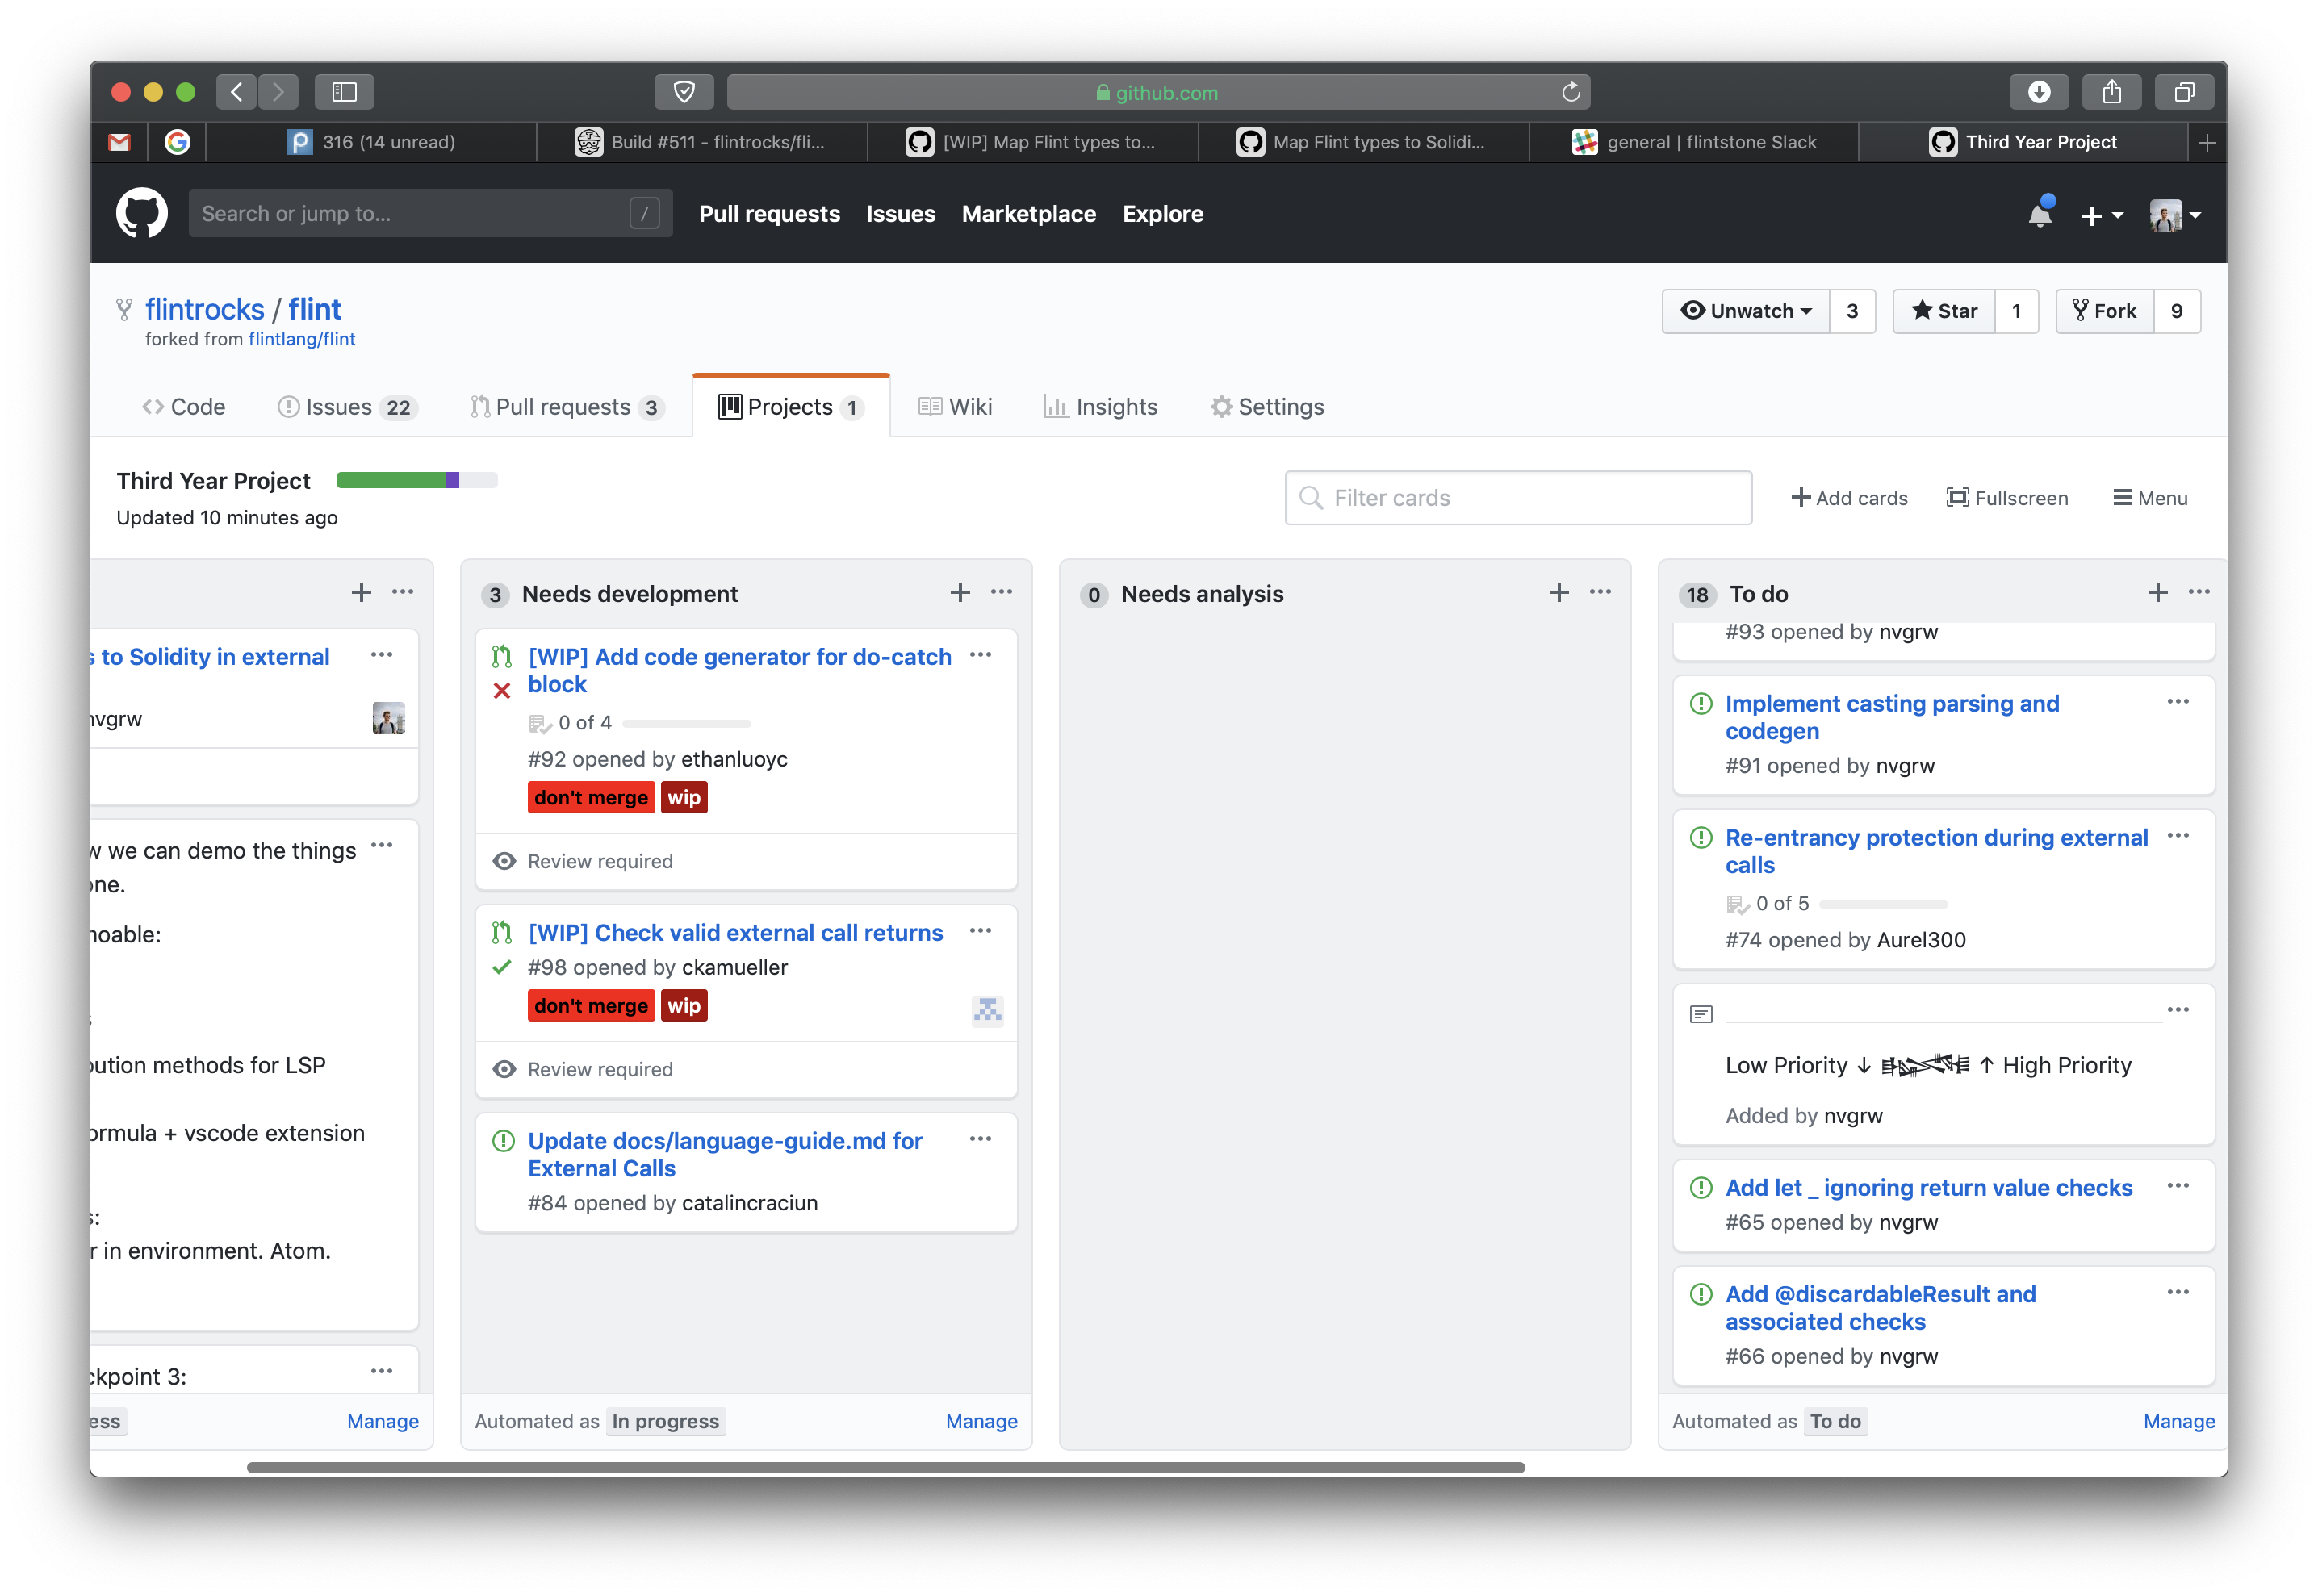 github.com
316 (14 unread)
Build #511 - flintrocks/fli...
[WIP] Map Flint types to...
Map Flint types to Solidi...
general | flintstone Slack
Third Year Project
Search or jump to...
/
Pull requests
Issues
Marketplace
Explore
flintrocks / flint
forked from flintlang/flint
Unwatch 3
Star 1
Fork 9
Code
Issues 22
Pull requests 3
Projects 1
Wiki
Insights
Settings
Third Year Project
Updated 10 minutes ago
Filter cards
Add cards
Fullscreen
Menu
s to Solidity in external
nvgrw
w we can demo the things
one.
moable:
s
bution methods for LSP
ormula + vscode extension
s:
r in environment. Atom.
ckpoint 3:
ess
Manage
3 Needs development
[WIP] Add code generator for do-catch
block
0 of 4
#92 opened by ethanluoyc
don't merge wip
Review required
[WIP] Check valid external call returns
#98 opened by ckamueller
don't merge wip
Review required
Update docs/language-guide.md for
External Calls
#84 opened by catalincraciun
Automated as In progress
Manage
0 Needs analysis
18 To do
#93 opened by nvgrw
Implement casting parsing and
codegen
#91 opened by nvgrw
Re-entrancy protection during external
calls
0 of 5
#74 opened by Aurel300
Low Priority ↓ ↑ High Priority
Added by nvgrw
Add let _ ignoring return value checks
#65 opened by nvgrw
Add @discardableResult and
associated checks
#66 opened by nvgrw
Automated as To do
Manage